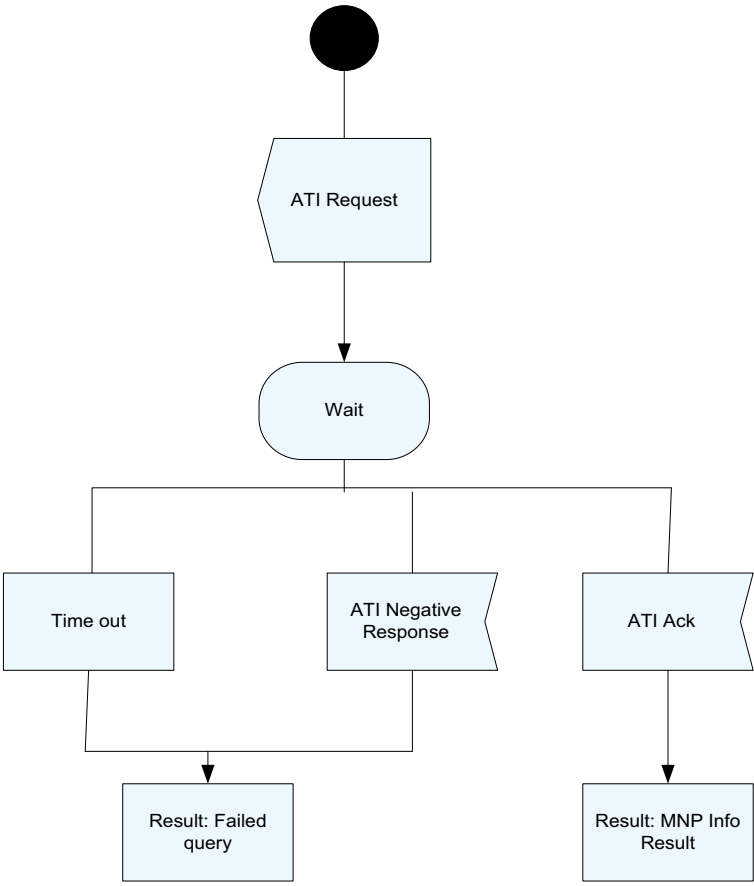 ATI Request
Wait
Time out
ATI Negative
Response
ATI Ack
Result: Failed
query
Result: MNP Info
Result